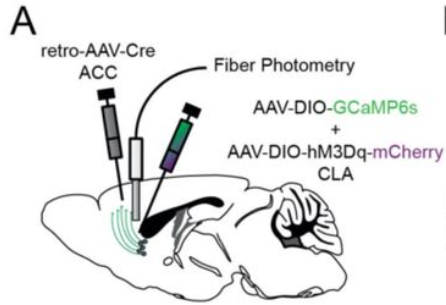 A
retro-AAV-Cre
ACC
Fiber Photometry
AAV-DIO-GCaMP6s
+
AAV-DIO-hM3Dq-mCherry
CLA